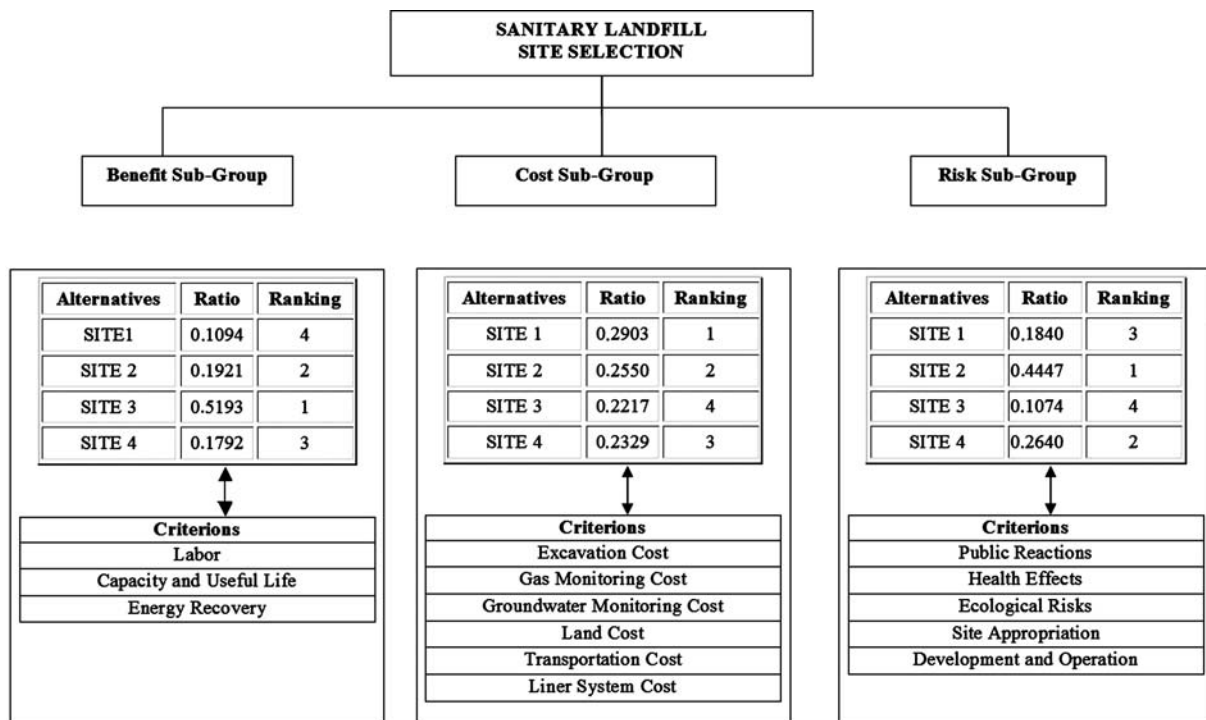 SANITARY LANDFILL
SITE SELECTION
Benefit Sub-Group
Cost Sub-Group
Risk Sub-Group
Alternatives Ratio Ranking
SITE1 0.1094 4
SITE 2 0.1921 2
SITE 3 0.5193 1
SITE 4 0.1792 3
Criterions
Labor
Capacity and Useful Life
Energy Recovery
Alternatives Ratio Ranking
SITE 1 0.2903 1
SITE 2 0.2550 2
SITE 3 0.2217 4
SITE 4 0.2329 3
Criterions
Excavation Cost
Gas Monitoring Cost
Groundwater Monitoring Cost
Land Cost
Transportation Cost
Liner System Cost
Alternatives Ratio Ranking
SITE 1 0.1840 3
SITE 2 0.4447 1
SITE 3 0.1074 4
SITE 4 0.2640 2
Criterions
Public Reactions
Health Effects
Ecological Risks
Site Appropriation
Development and Operation